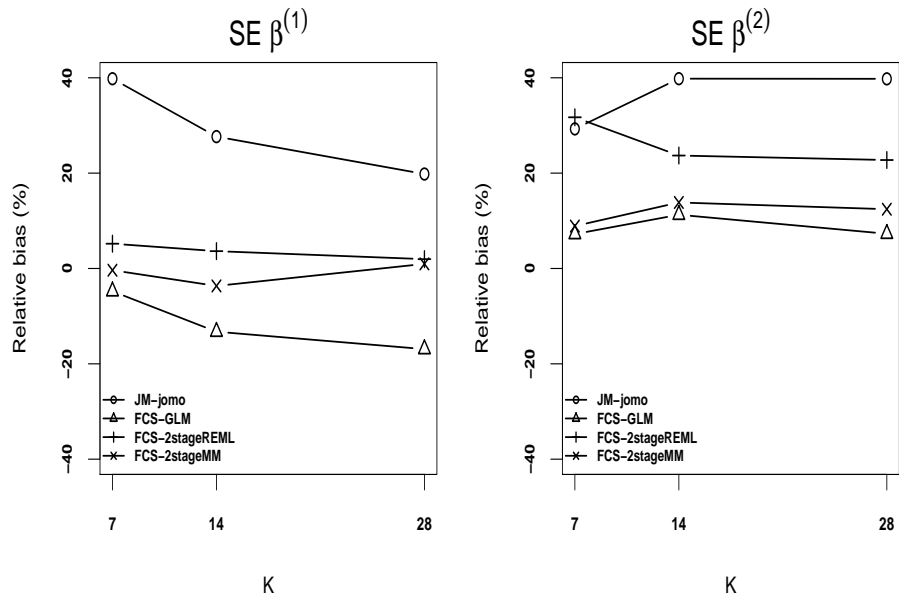 SE β(1)
Relative bias (%)
40
20
0
−20
−40
JM−jomo
FCS−GLM
FCS−2stageREML
FCS−2stageMM
7
14
28
K
SE β(2)
Relative bias (%)
40
20
0
−20
−40
JM−jomo
FCS−GLM
FCS−2stageREML
FCS−2stageMM
7
14
28
K